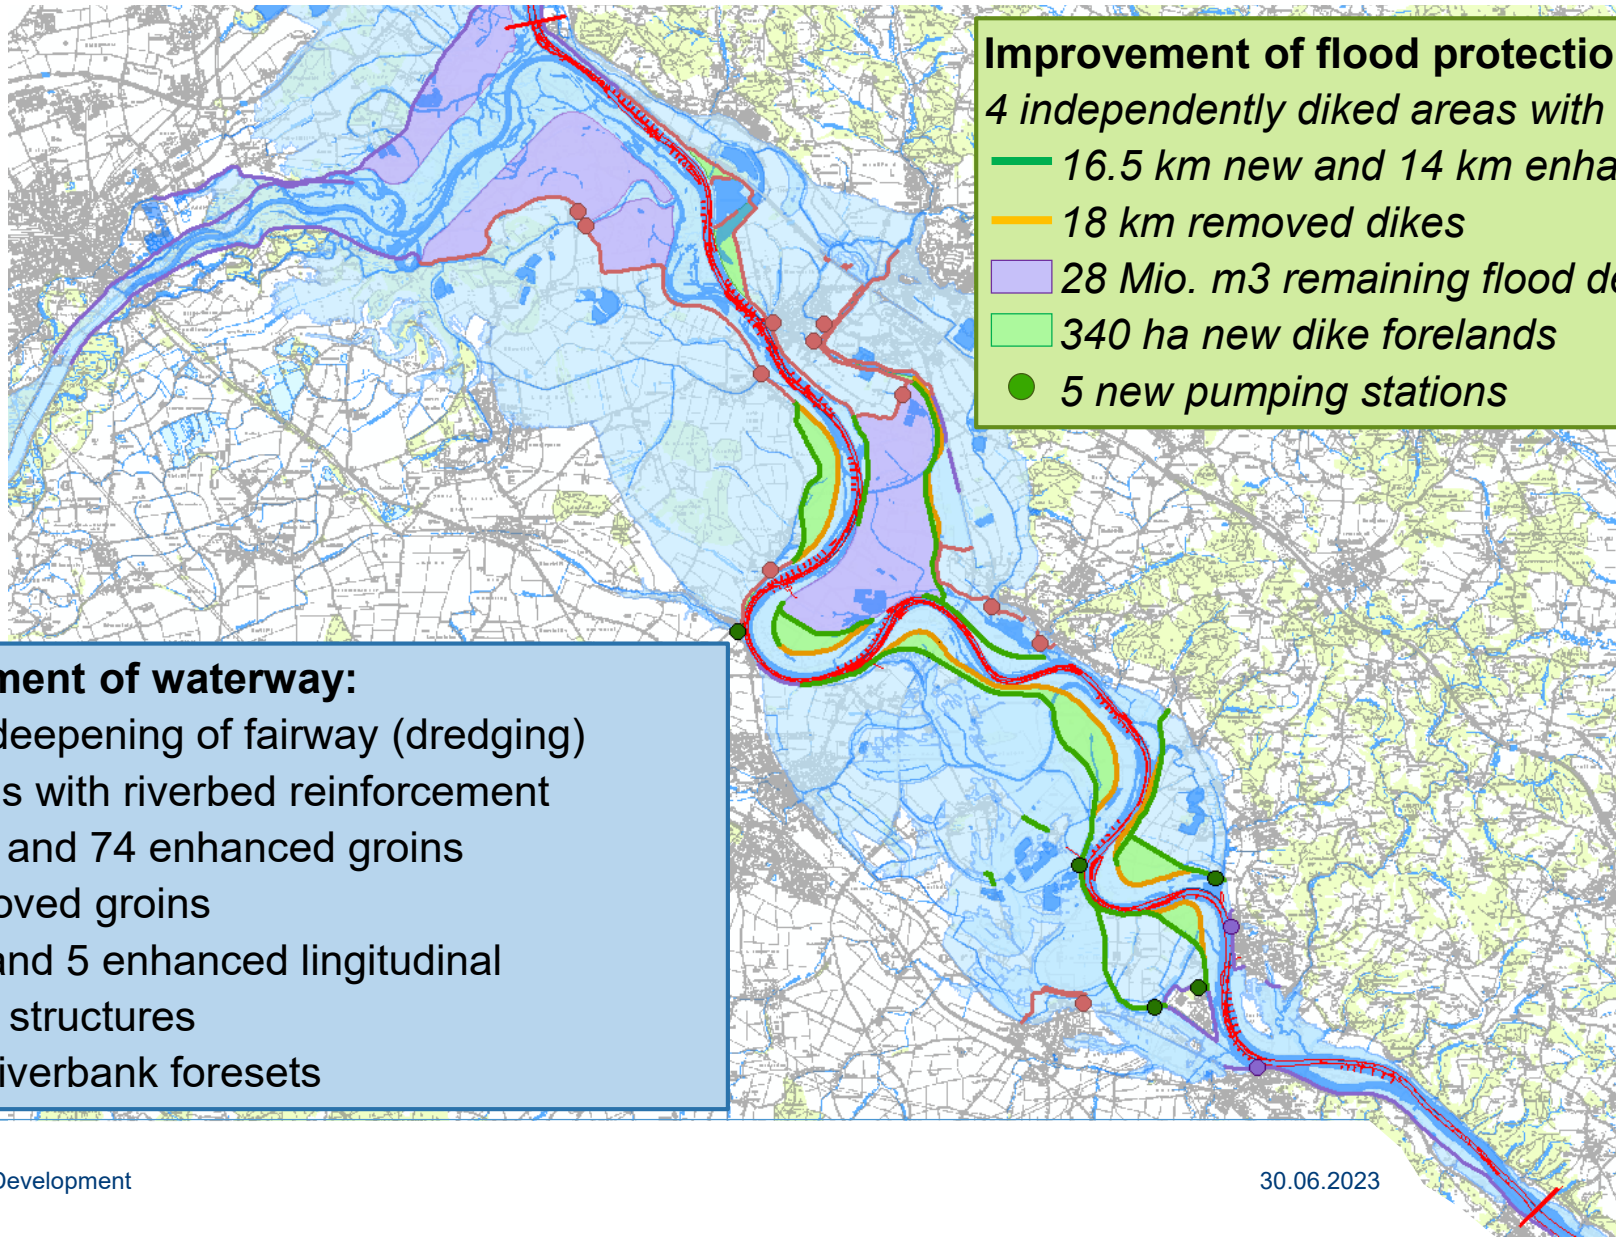 Improvement of flood protectio
4 independently diked areas with
16.5 km new and 14 km enha
18 km removed dikes
28 Mio. m3 remaining flood de
340 ha new dike forelands
5 new pumping stations
ment of waterway:
deepening of fairway (dredging)
s with riverbed reinforcement
and 74 enhanced groins
oved groins
and 5 enhanced lingitudinal
structures
iverbank foresets
Development
30.06.2023